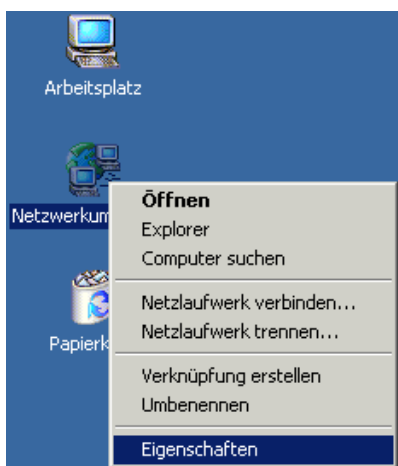 Arbeitsplatz
Netzwerkum
Papierk
Öffnen
Explorer
Computer suchen
Netzlaufwerk verbinden...
Netzlaufwerk trennen...
Verknüpfung erstellen
Umbenennen
Eigenschaften